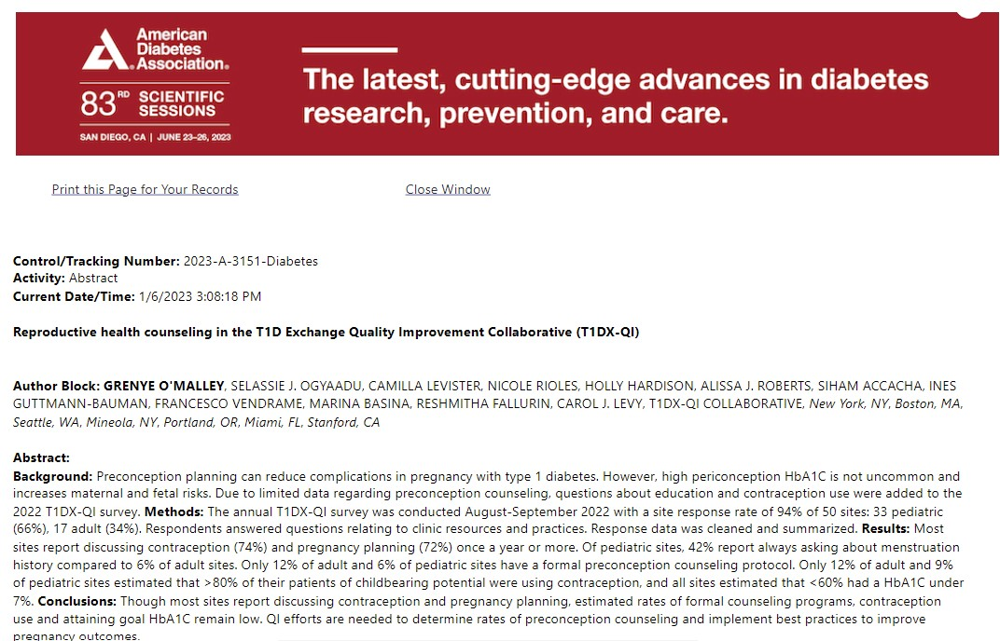 American
Diabetes
Association®
83RD SCIENTIFIC
SESSIONS
SAN DIEGO, CA | JUNE 23–26, 2023
The latest, cutting-edge advances in diabetes
research, prevention, and care.
Print this Page for Your Records Close Window
Control/Tracking Number: 2023-A-3151-Diabetes
Activity: Abstract
Current Date/Time: 1/6/2023 3:08:18 PM
Reproductive health counseling in the T1D Exchange Quality Improvement Collaborative (T1DX-QI)
Author Block: GRENYE O'MALLEY, SELASSIE J. OGYAADU, CAMILLA LEVISTER, NICOLE RIOLES, HOLLY HARDISON, ALISSA J. ROBERTS, SIHAM ACCACHA, INES
GUTTMANN-BAUMAN, FRANCESCO VENDRAME, MARINA BASINA, RESHMITHA FALLURIN, CAROL J. LEVY, T1DX-QI COLLABORATIVE, New York, NY, Boston, MA,
Seattle, WA, Mineola, NY, Portland, OR, Miami, FL, Stanford, CA
Abstract:
Background: Preconception planning can reduce complications in pregnancy with type 1 diabetes. However, high periconception HbA1C is not uncommon and
increases maternal and fetal risks. Due to limited data regarding preconception counseling, questions about education and contraception use were added to the
2022 T1DX-QI survey. Methods: The annual T1DX-QI survey was conducted August-September 2022 with a site response rate of 94% of 50 sites: 33 pediatric
(66%), 17 adult (34%). Respondents answered questions relating to clinic resources and practices. Response data was cleaned and summarized. Results: Most
sites report discussing contraception (74%) and pregnancy planning (72%) once a year or more. Of pediatric sites, 42% report always asking about menstruation
history compared to 6% of adult sites. Only 12% of adult and 6% of pediatric sites have a formal preconception counseling protocol. Only 12% of adult and 9%
of pediatric sites estimated that >80% of their patients of childbearing potential were using contraception, and all sites estimated that <60% had a HbA1C under
7%. Conclusions: Though most sites report discussing contraception and pregnancy planning, estimated rates of formal counseling programs, contraception
use and attaining goal HbA1C remain low. QI efforts are needed to determine rates of preconception counseling and implement best practices to improve
pregnancy outcomes.